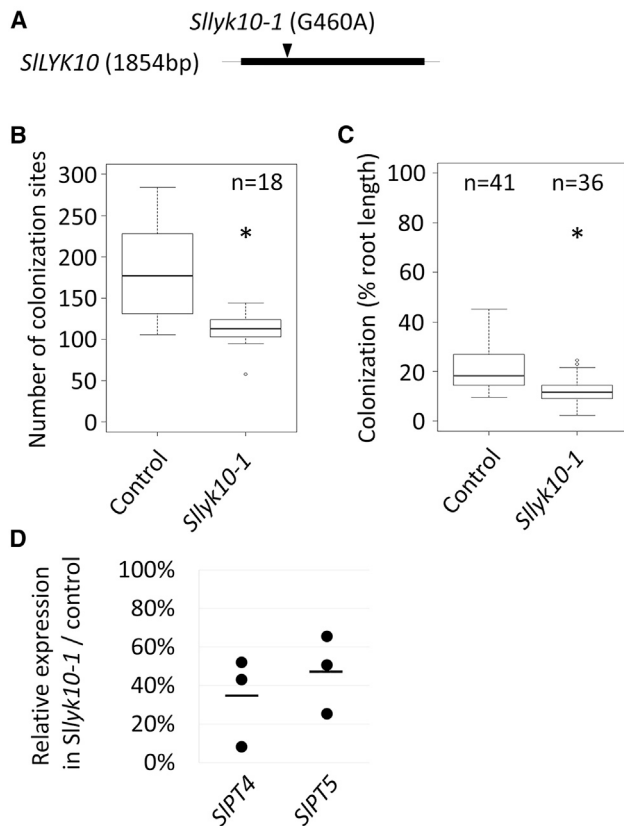 A
Sllyk10-1 (G460A)
SlLYK10 (1854bp)
B
Number of colonization sites
300
250
200
150
100
50
0
n=18
*
Control
Sllyk10-1
C
Colonization (% root length)
100
80
60
40
20
0
n=41
n=36
*
Control
Sllyk10-1
D
Relative expression
in Sllyk10-1 / control
100%
80%
60%
40%
20%
0%
SlPT4
SlPT5